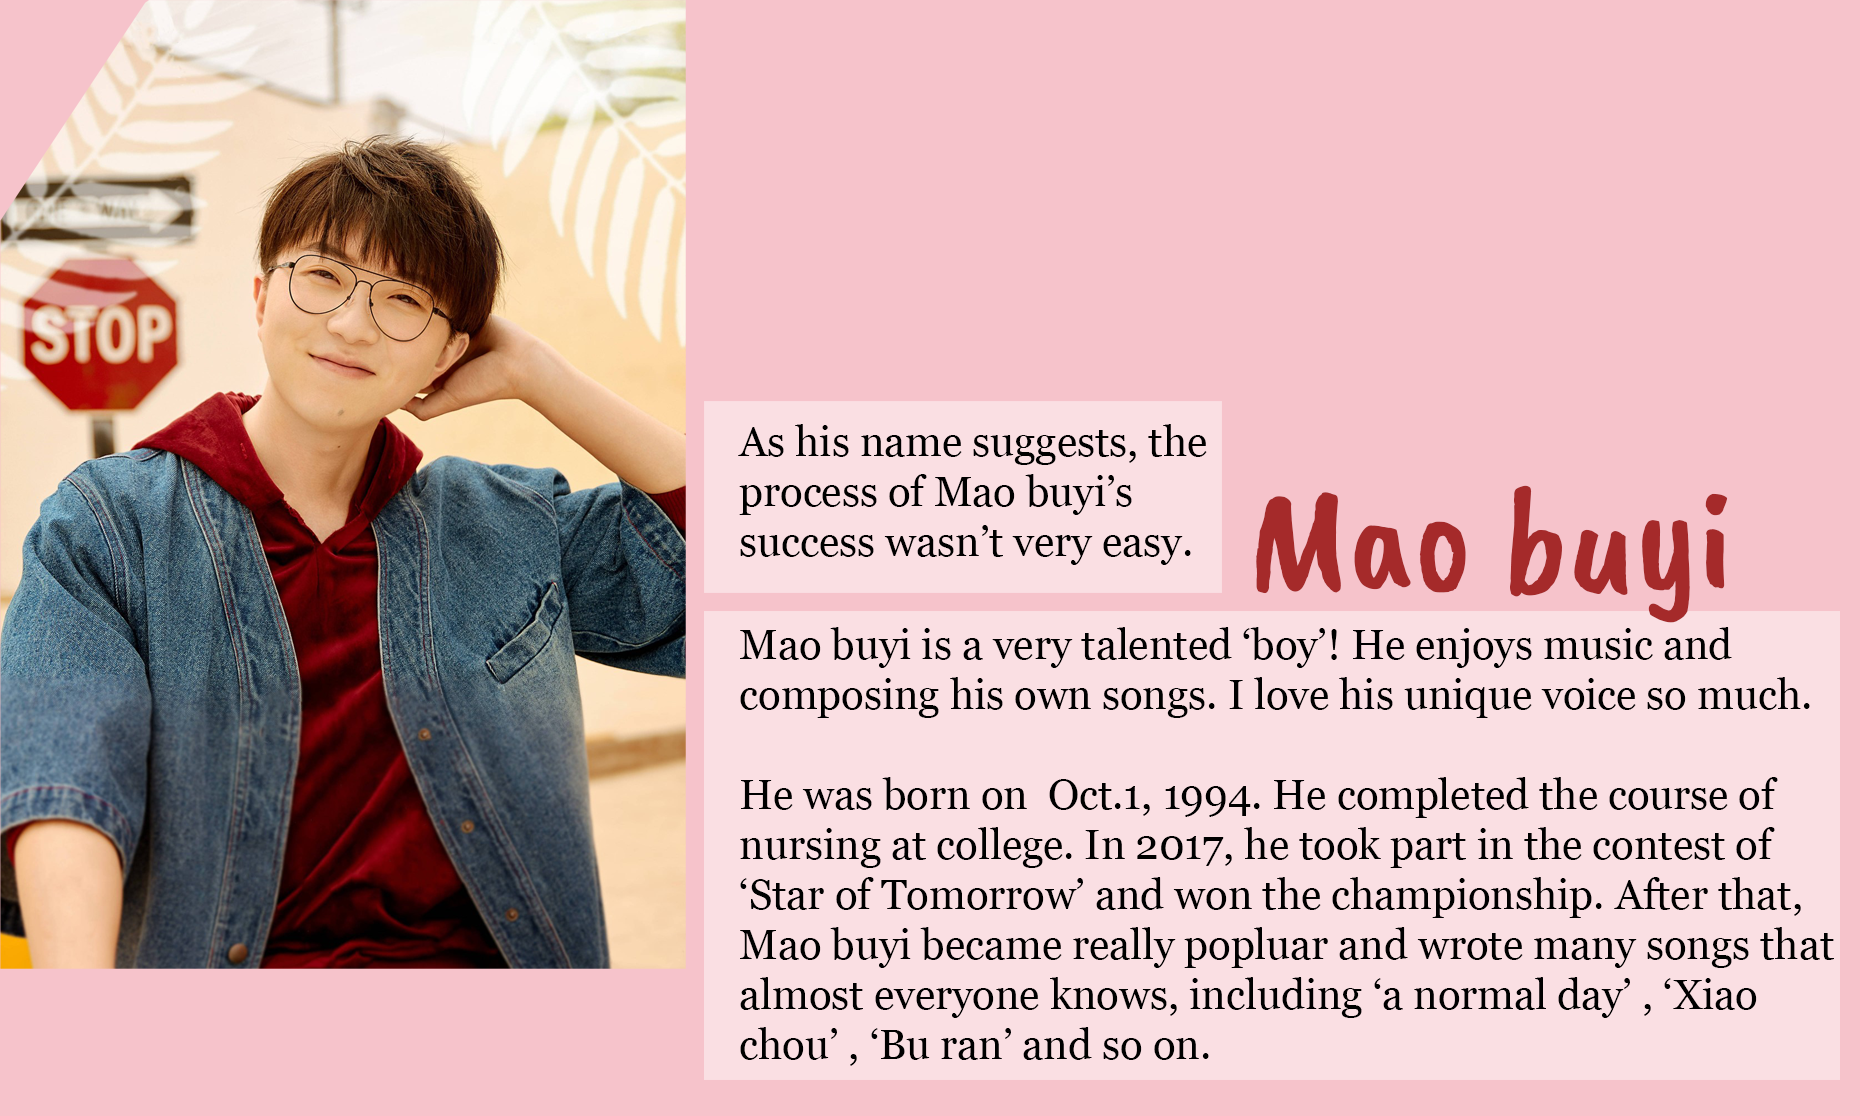 ONE WAY
STOP
As his name suggests, the
process of Mao buyi’s
success wasn’t very easy.
Mao buyi
Mao buyi is a very talented ‘boy’! He enjoys music and
composing his own songs. I love his unique voice so much.
He was born on  Oct.1, 1994. He completed the course of
nursing at college. In 2017, he took part in the contest of
‘Star of Tomorrow’ and won the championship. After that,
Mao buyi became really popluar and wrote many songs that
almost everyone knows, including ‘a normal day’ , ‘Xiao
chou’ , ‘Bu ran’ and so on.